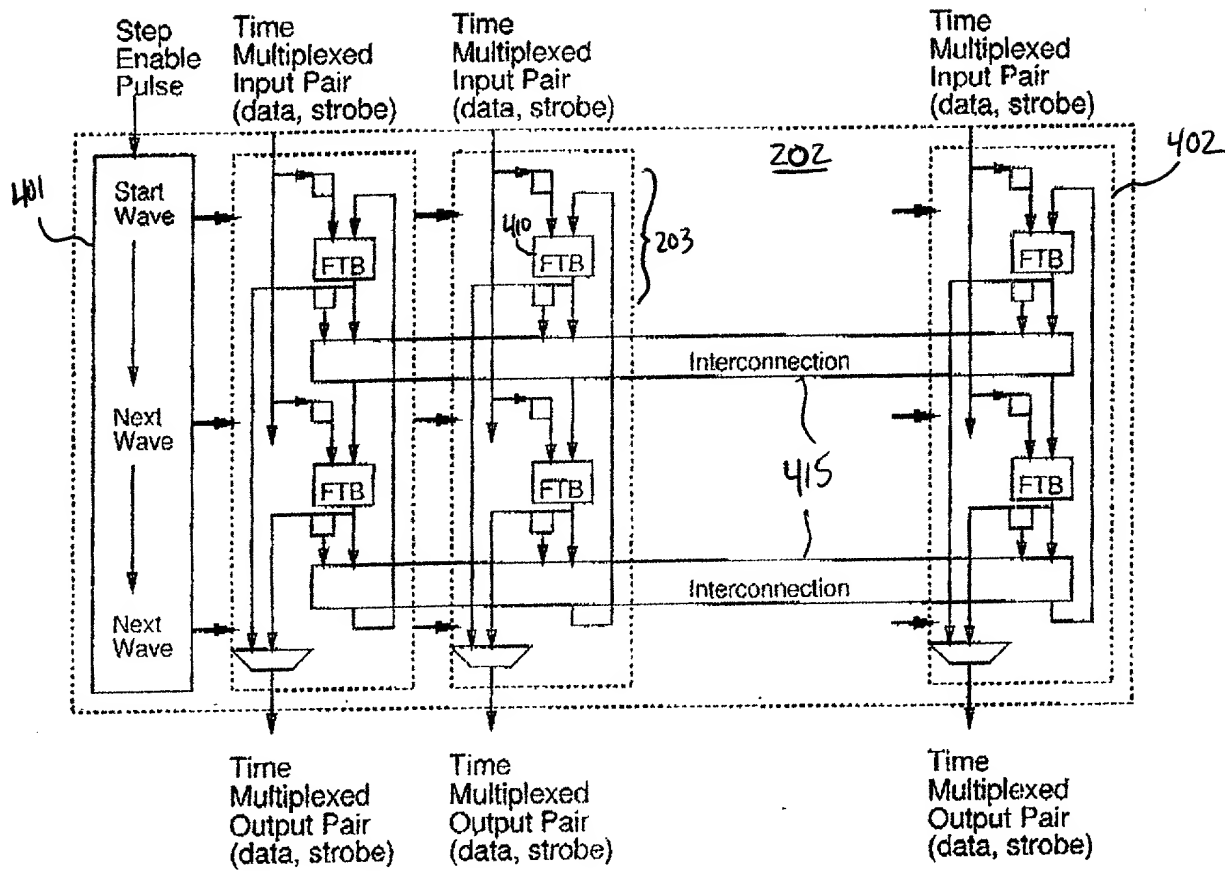 Step
Enable
Pulse
Time
Multiplexed
Input Pair
(data, strobe)
Time
Multiplexed
Input Pair
(data, strobe)
Time
Multiplexed
Input Pair
(data, strobe)
401
Start
Wave
Next
Wave
Next
Wave
202
402
410
203
FTB
FTB
FTB
Interconnection
415
FTB
FTB
FTB
Interconnection
Time
Multiplexed
Output Pair
(data, strobe)
Time
Multiplexed
Output Pair
(data, strobe)
Time
Multiplexed
Output Pair
(data, strobe)